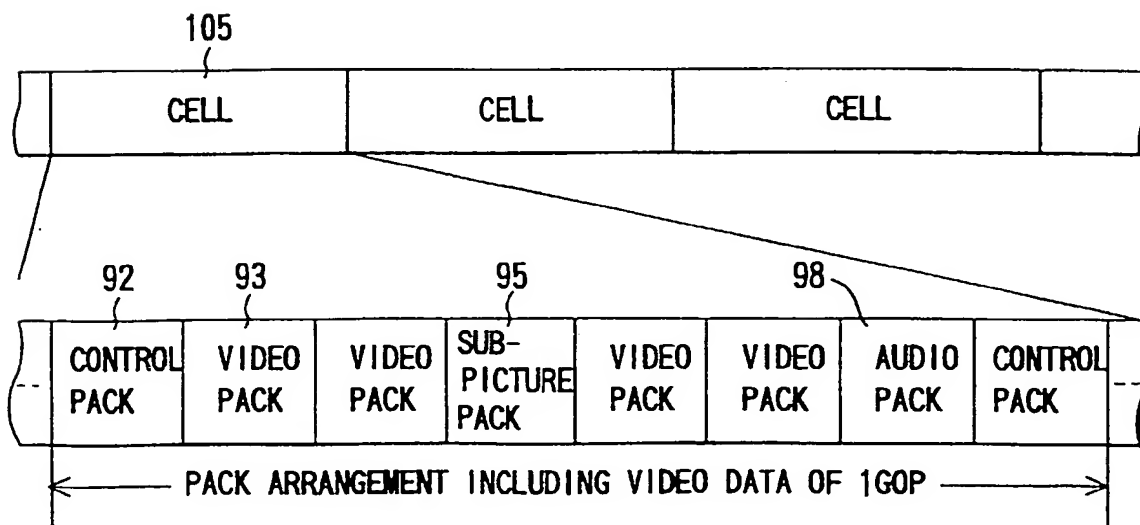 105
CELL CELL CELL
92 93 95 98
CONTROL PACK VIDEO PACK VIDEO PACK SUB-PICTURE PACK VIDEO PACK VIDEO PACK AUDIO PACK CONTROL PACK
PACK ARRANGEMENT INCLUDING VIDEO DATA OF 1GOP